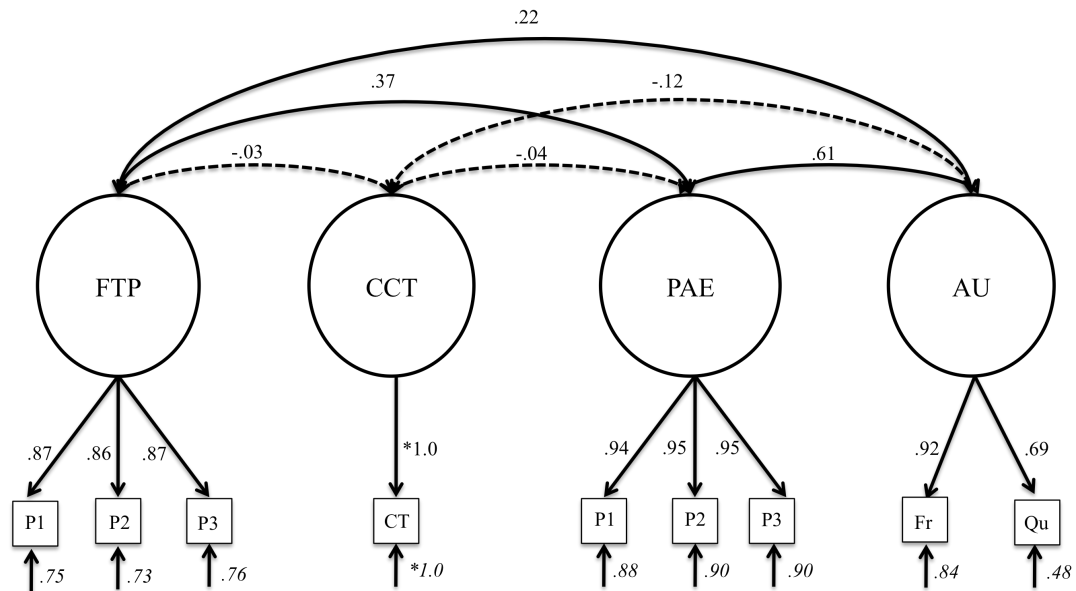 .22
.37
-.12
-.03
-.04
.61
FTP
CCT
PAE
AU
.87
.86
.87
*1.0
.94
.95
.95
.92
.69
P1
P2
P3
CT
P1
P2
P3
Fr
Qu
.75
.73
.76
*1.0
.88
.90
.90
.84
.48